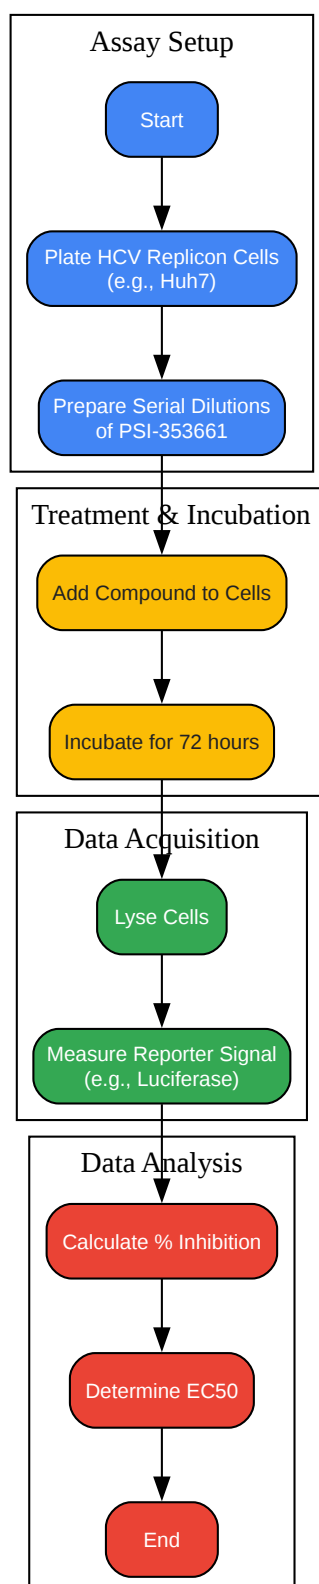 Assay Setup
Start
Plate HCV Replicon Cells
(e.g., Huh7)
Prepare Serial Dilutions
of PSI-353661
Treatment & Incubation
Add Compound to Cells
Incubate for 72 hours
Data Acquisition
Lyse Cells
Measure Reporter Signal
(e.g., Luciferase)
Data Analysis
Calculate % Inhibition
Determine EC50
End